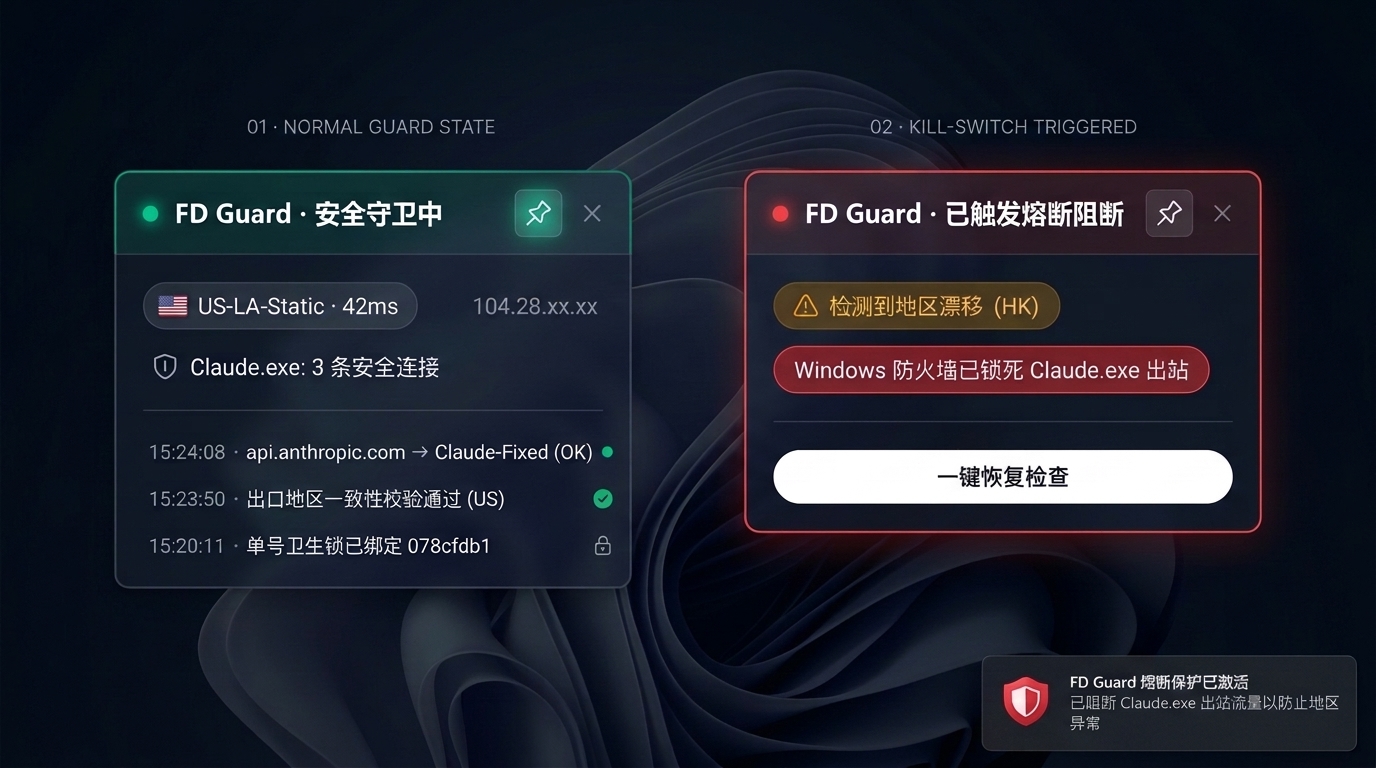 01 · NORMAL GUARD STATE
FD Guard · 安全守卫中
US-LA-Static · 42ms
104.28.xx.xx
Claude.exe: 3 条安全连接
15:24:08 · api.anthropic.com → Claude-Fixed (OK)
15:23:50 · 出口地区一致性校验通过 (US)
15:20:11 · 单号卫生锁已绑定 078cfdb1
02 · KILL-SWITCH TRIGGERED
FD Guard · 已触发熔断阻断
检测到地区漂移 (HK)
Windows 防火墙已锁死 Claude.exe 出站
一键恢复检查
FD Guard 熔断保护已激活
已阻断 Claude.exe 出站流量以防止地区
异常